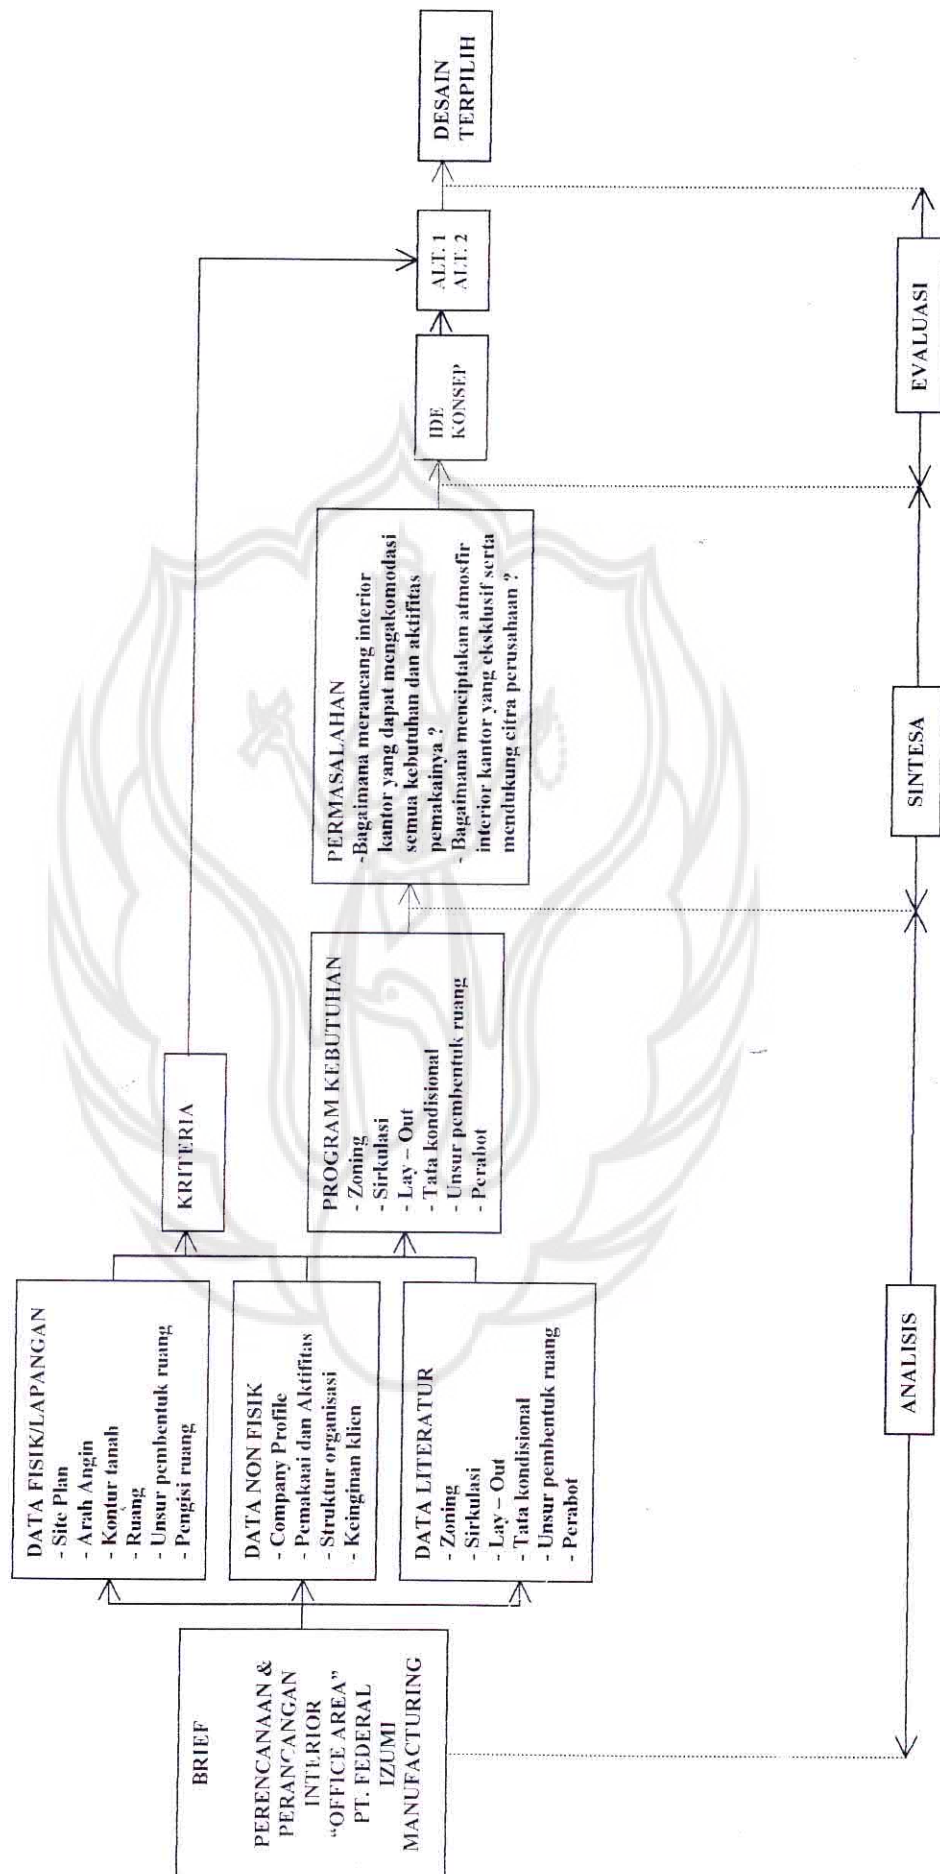 BRIEF
PERENCANAAN &
PERANCANGAN
INTERIOR
“OFFICE AREA”
PT. FEDERAL
IZUMI
MANUFACTURING
DATA FISIK/LAPANGAN
- Site Plan
- Arah Angin
- Kontur tanah
- Ruang
- Unsur pembentuk ruang
- Pengisi ruang
DATA NON FISIK
- Company Profile
- Pemakaai dan Aktifitas
- Struktur organisasi
- Keinginan klien
DATA LITERATUR
- Zoning
- Sirkulasi
- Lay – Out
- Tata kondisional
- Unsur pembentuk ruang
- Perabot
KRITERIA
PROGRAM KEBUTUHAN
- Zoning
- Sirkulasi
- Lay – Out
- Tata kondisional
- Unsur pembentuk ruang
- Perabot
PERMASALAHAN
-Bagaimana merancang interior
kantor yang dapat mengakomodasi
semua kebutuhan dan aktifitas
pemakainya ?
- Bagaimana menciptakan atmosfir
interior kantor yang eksklusif serta
mendukung citra perusahaan ?
IDE
KONSEP
ALT. 1
ALT. 2
DESAIN
TERPILIH
ANALISIS
SINTESA
EVALUASI